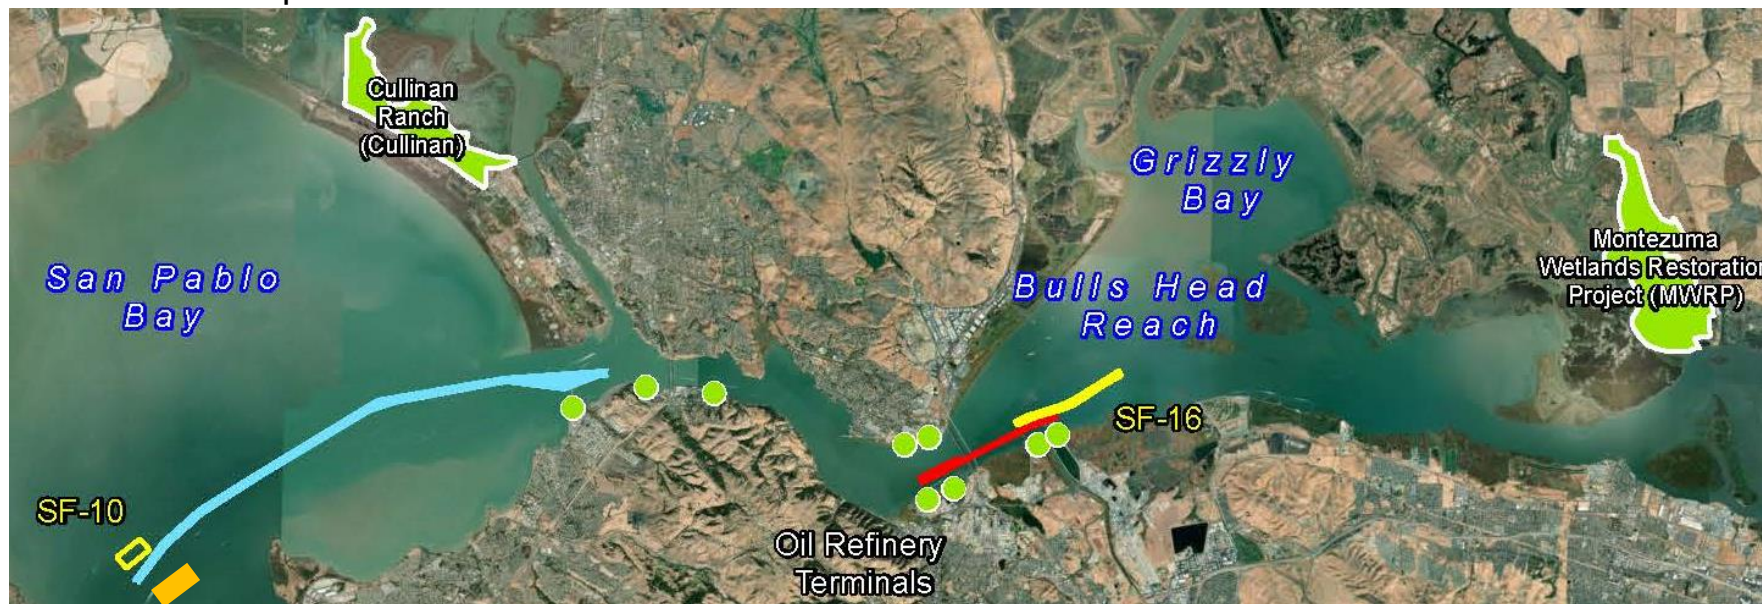 Cullinan
Ranch
(Cullinan)
Grizzly
Bay
San Pablo
Bay
Bulls Head
Reach
Montezuma
Wetlands Restoration
Project (MWRP)
SF-16
SF-10
Oil Refinery
Terminals